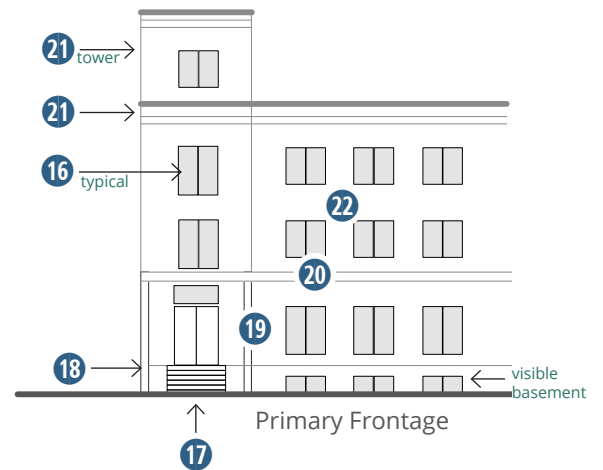 21
tower
21
16
typical
22
20
19
18
visible
basement
Primary Frontage
17